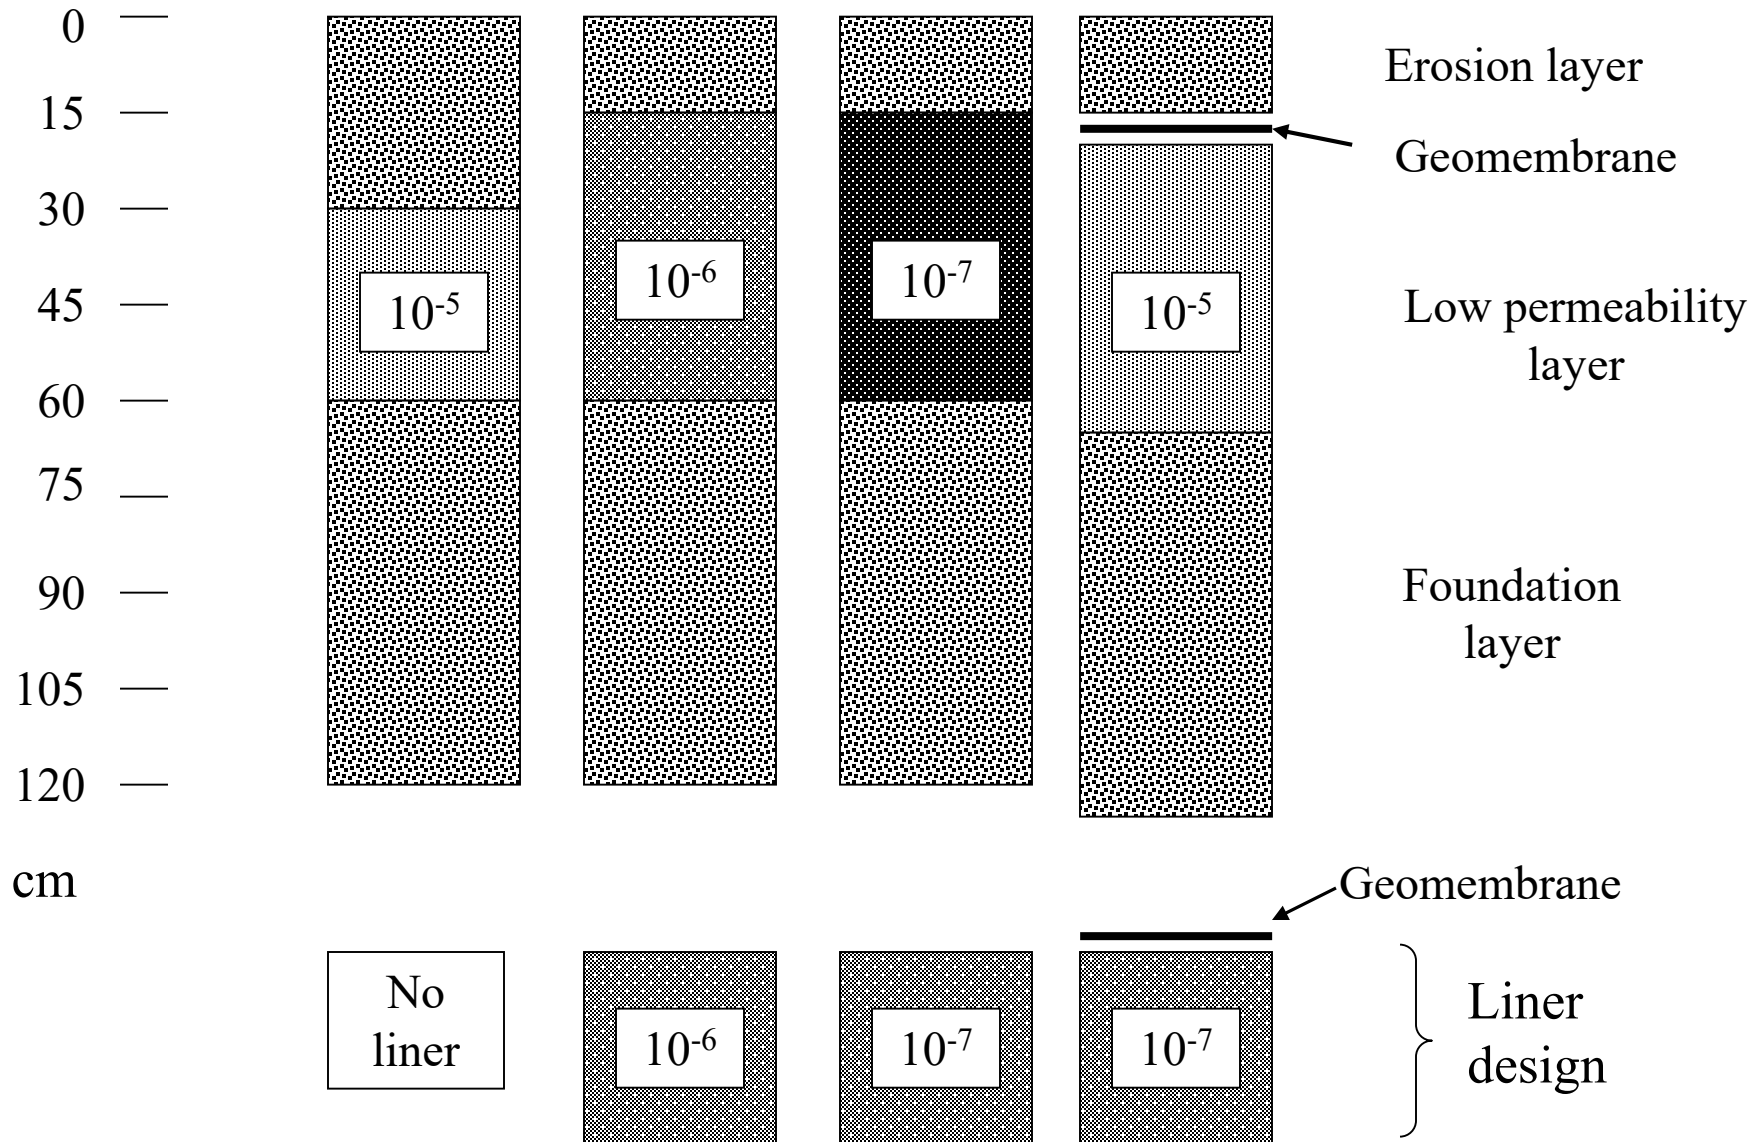 0
15
30
45
60
75
90
105
120
cm
10⁻⁵
10⁻⁶
10⁻⁷
10⁻⁵
Erosion layer
Geomembrane
Low permeability
layer
Foundation
layer
Geomembrane
No
liner
10⁻⁶
10⁻⁷
10⁻⁷
Liner
design